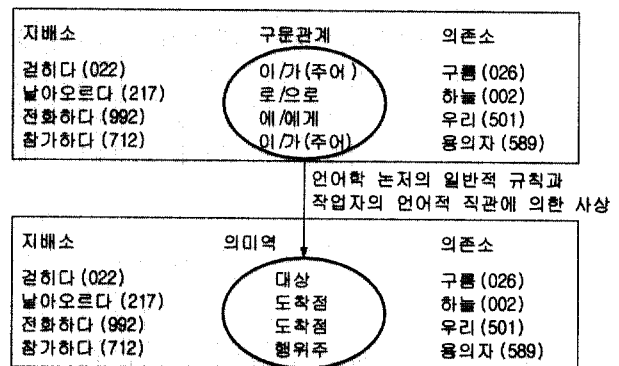 지배소 구문관계 의존소
걷히다 (022) 이/가(주어) 구름 (026)
날아오르다 (217) 로/으로 하늘 (002)
전화하다 (992) 에/에게 우리 (501)
참가하다 (712) 이/가(주어) 용의자 (589)
언어학 논저의 일반적 규칙과
작업자의 언어적 직관에 의한 사상
지배소 의미역 의존소
걷히다 (022) 대상 구름 (026)
날아오르다 (217) 도착점 하늘 (002)
전화하다 (992) 도착점 우리 (501)
참가하다 (712) 행위주 용의자 (589)